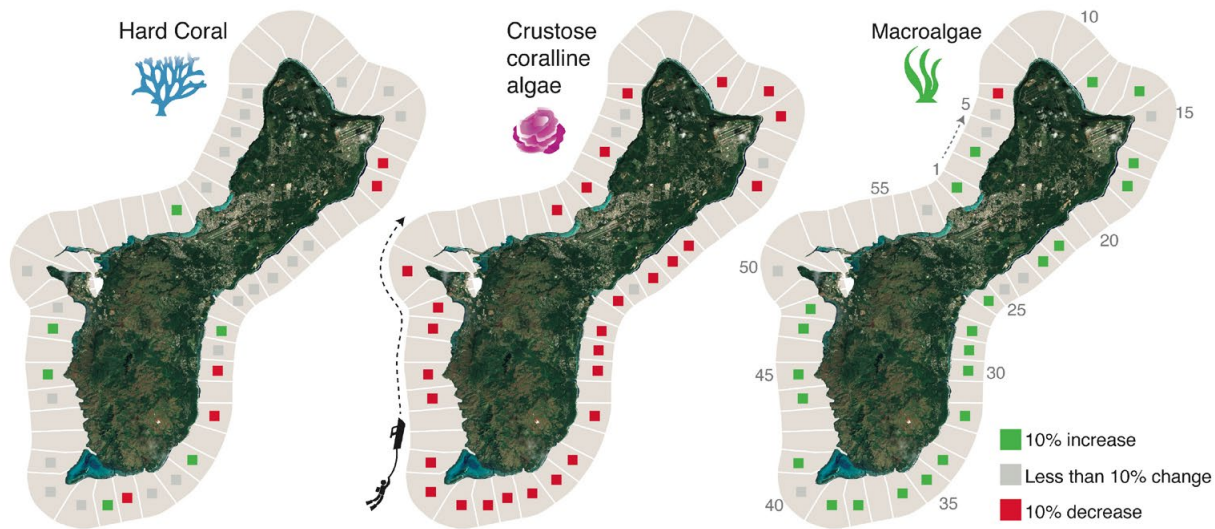 Hard Coral
Crustose
coralline
algae
Macroalgae
10
5
15
1
55
20
50
25
45
30
40
35
10% increase
Less than 10% change
10% decrease